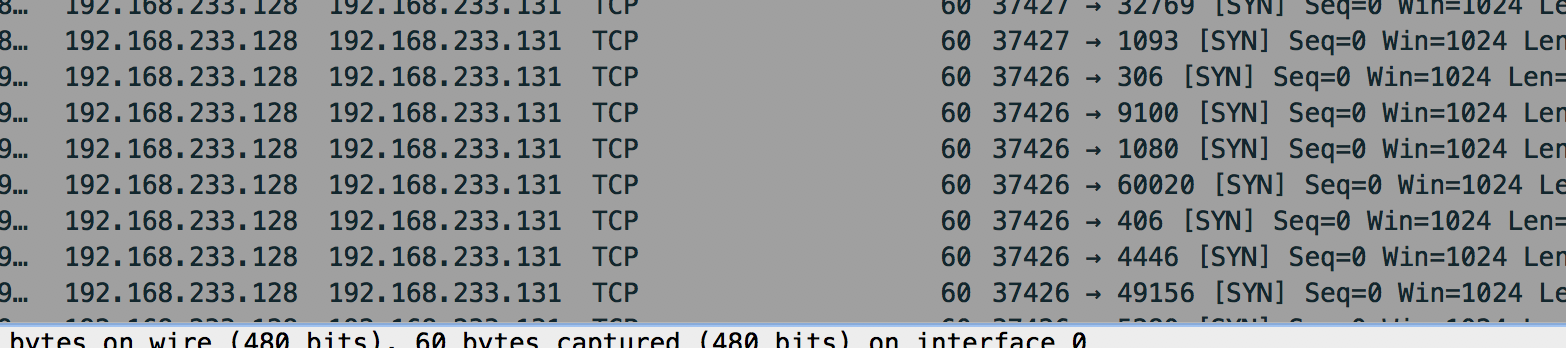 8… 192.168.233.128 192.168.233.131 TCP 60 37427 → 32769 [SYN] Seq=0 Win=1024 Le
8… 192.168.233.128 192.168.233.131 TCP 60 37427 → 1093 [SYN] Seq=0 Win=1024 Len
9… 192.168.233.128 192.168.233.131 TCP 60 37426 → 306 [SYN] Seq=0 Win=1024 Len=
9… 192.168.233.128 192.168.233.131 TCP 60 37426 → 9100 [SYN] Seq=0 Win=1024 Len
9… 192.168.233.128 192.168.233.131 TCP 60 37426 → 1080 [SYN] Seq=0 Win=1024 Len
9… 192.168.233.128 192.168.233.131 TCP 60 37426 → 60020 [SYN] Seq=0 Win=1024 Le
9… 192.168.233.128 192.168.233.131 TCP 60 37426 → 406 [SYN] Seq=0 Win=1024 Len=
9… 192.168.233.128 192.168.233.131 TCP 60 37426 → 4446 [SYN] Seq=0 Win=1024 Len
9… 192.168.233.128 192.168.233.131 TCP 60 37426 → 49156 [SYN] Seq=0 Win=1024 Le
bytes on wire (480 bits), 60 bytes captured (480 bits) on interface 0